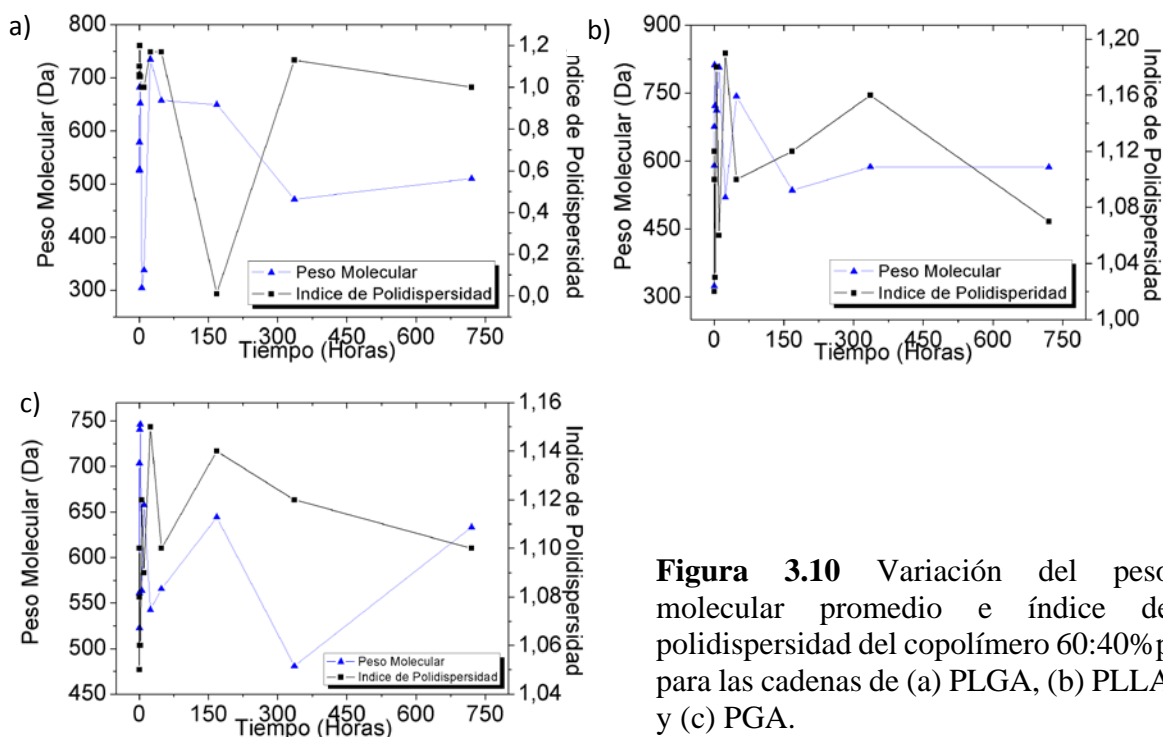 a)
Peso Molecular (Da)
800
750
700
650
600
550
500
450
400
350
300
1,2
1,0
0,8
0,6
0,4
0,2
0,0
Indice de Polidispersidad
Peso Molecular
Indice de Polidispersidad
0 150 300 450 600 750
Tiempo (Horas)
b)
Peso Molecular (Da)
900
750
600
450
300
1,20
1,16
1,12
1,08
1,04
1,00
Indice de Polidispersidad
Peso Molecular
Indice de Polidisperidad
0 150 300 450 600 750
Tiempo (Horas)
c)
Peso Molecular (Da)
750
700
650
600
550
500
450
1,16
1,14
1,12
1,10
1,08
1,06
1,04
Indice de Polidispersidad
Peso Molecular
Indice de Polidispersidad
0 150 300 450 600 750
Tiempo (Horas)
Figura 3.10 Variación del peso
molecular promedio e índice de
polidispersidad del copolímero 60:40%p
para las cadenas de (a) PLGA, (b) PLLA
y (c) PGA.